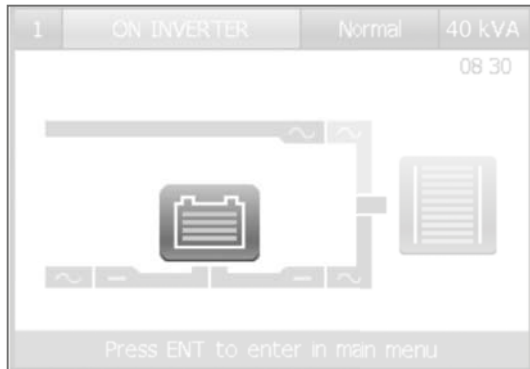 1 ON INVERTER Normal 40 kVA
08 30
Press ENT to enter in main menu